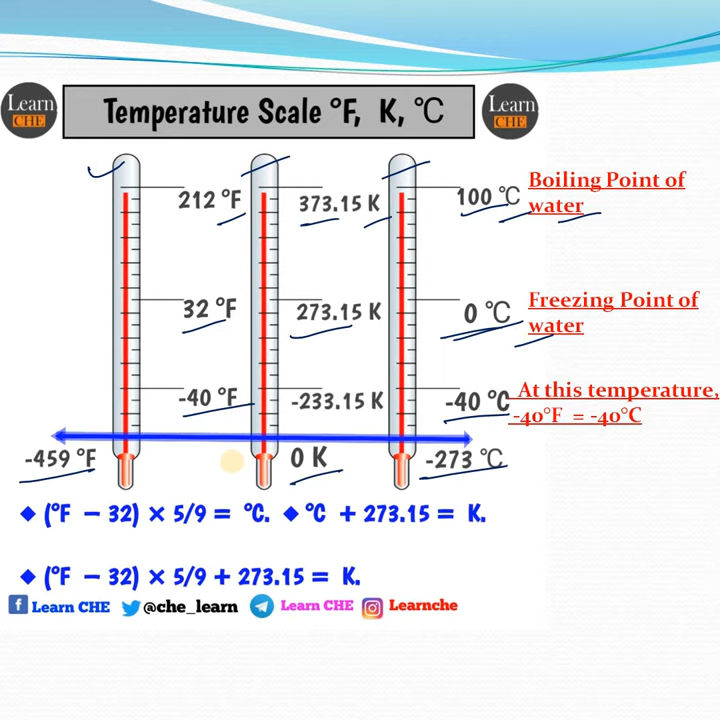 Learn
CHE
Temperature Scale °F, K, °C
Learn
CHE
212 °F
373.15 K
100 °C
Boiling Point of
water
32 °F
273.15 K
0 °C
Freezing Point of
water
-40 °F
-233.15 K
-40 °C
At this temperature,
-40°F = -40°C
-459 °F
0 K
-273 °C
◆ (°F − 32) × 5/9 = °C. ◆ °C + 273.15 = K.
◆ (°F − 32) × 5/9 + 273.15 = K.
f Learn CHE @che_learn Learn CHE Learnche